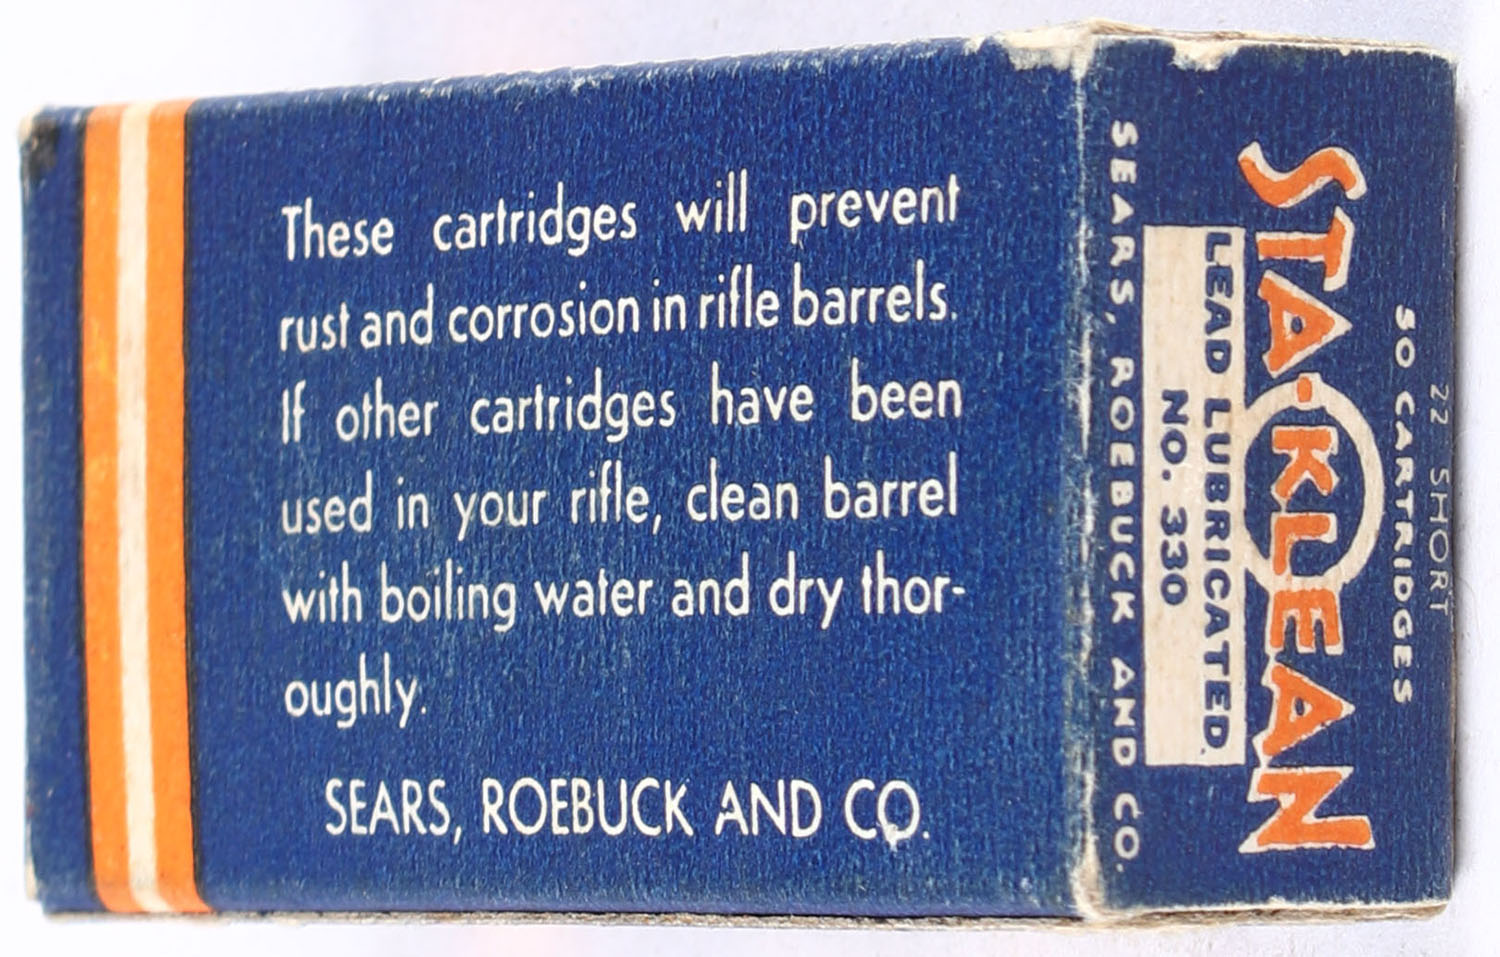 These cartridges will prevent
rust and corrosion in rifle barrels.
If other cartridges have been
used in your rifle, clean barrel
with boiling water and dry thor-
oughly.
SEARS, ROEBUCK AND CO.
22 SHORT
50 CARTRIDGES
STA-KLEAN
LEAD LUBRICATED
NO. 330
SEARS, ROEBUCK AND CO.